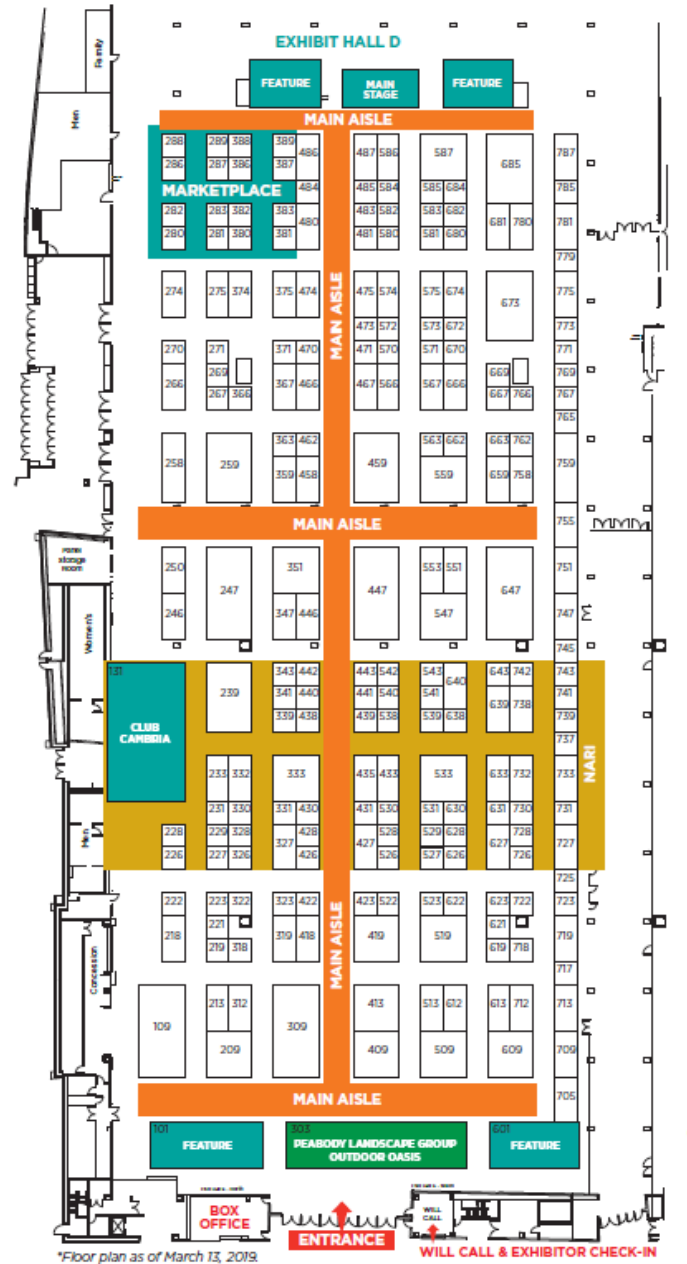 EXHIBIT HALL D
Family
Men
FEATURE
MAIN
STAGE
FEATURE
MAIN AISLE
288 289 388 389 486 487 586 587 685 787
286 287 386 387
MARKETPLACE
484 485 584 585 684 785
282 283 382 383 480 483 582 583 682 681 780 781
280 281 380 381 481 580 581 680
779
MAIN AISLE
274 275 374 375 474 475 574 575 674 673 775
473 572 573 672 773
270 271 371 470 471 570 571 670 771
266 269 367 466 467 566 567 666 669 769
267 366 667 766 767
765
258 259 363 462 459 563 662 663 762 759
359 458 559 659 758
MAIN AISLE
755
storage
room
250 247 351 447 553 551 647 751
246 347 446 547 747
745
Women's
131
CLUB
CAMBRIA
239 343 442 443 542 543 640 643 742 743
341 440 441 540 541 639 738 741
339 438 439 538 539 638 739
737
NARI
233 332 333 435 433 533 633 732 733
231 330 331 430 431 530 531 630 631 730 731
Men
228 229 328 327 428 427 528 529 628 627 728 727
226 227 326 426 526 527 626 726
725
222 223 322 323 422 423 522 523 622 623 722 723
218 221 319 418 419 519 621 719
219 318 619 718
717
Concession
MAIN AISLE
109 213 312 309 413 513 612 613 712 713
209 409 509 609 709
MAIN AISLE
705
101
FEATURE
303
PEABODY LANDSCAPE GROUP
OUTDOOR OASIS
601
FEATURE
BOX
OFFICE
WILL
CALL
ENTRANCE
WILL CALL & EXHIBITOR CHECK-IN
*Floor plan as of March 13, 2019.